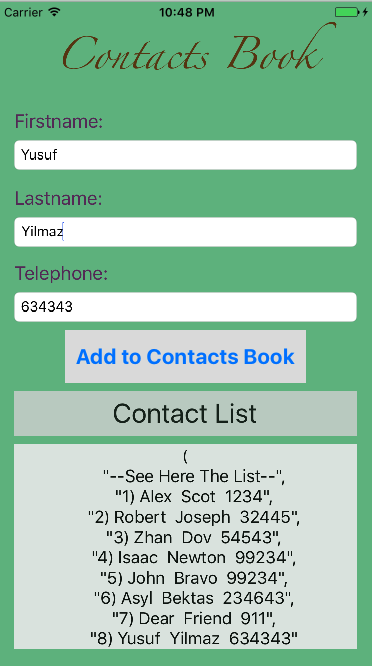 Carrier 10:48 PM
Contacts Book
Firstname:
Yusuf
Lastname:
Yilmaz
Telephone:
634343
Add to Contacts Book
Contact List
(
"--See Here The List--",
"1) Alex  Scot  1234",
"2) Robert  Joseph  32445",
"3) Zhan  Dov  54543",
"4) Isaac  Newton  99234",
"5) John  Bravo  99234",
"6) Asyl  Bektas  234643",
"7) Dear  Friend  911",
"8) Yusuf  Yilmaz  634343"